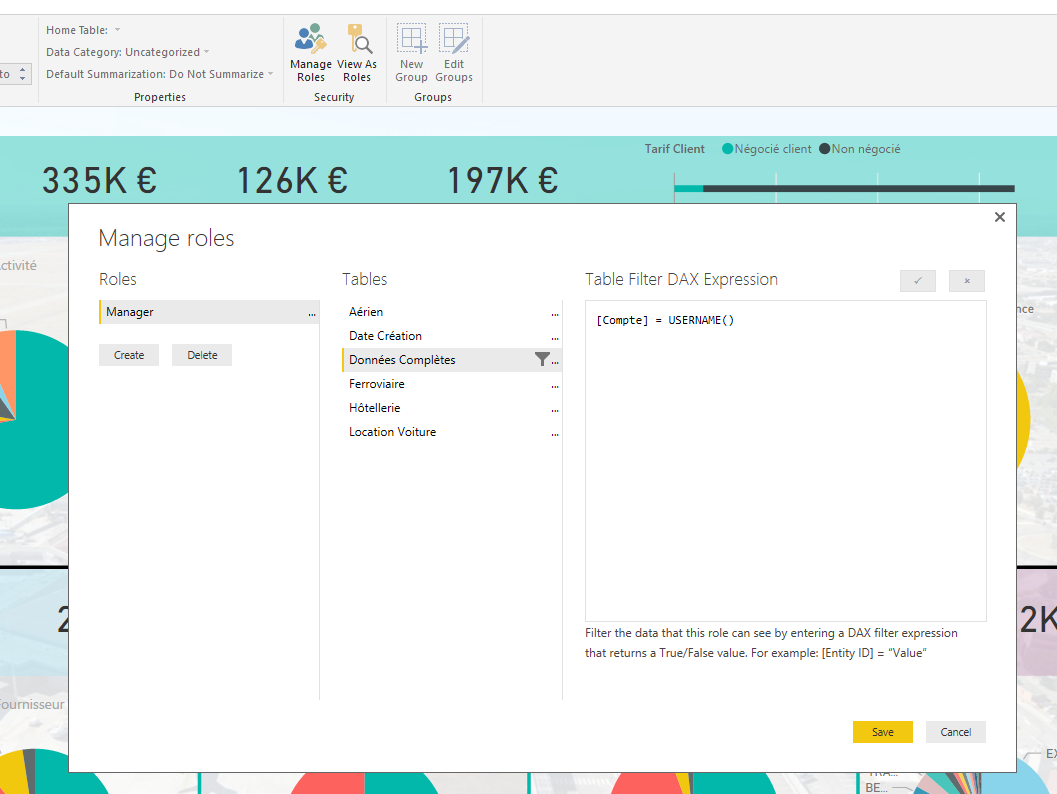 Home Table:
Data Category: Uncategorized
to
Default Summarization: Do Not Summarize
Properties
Manage Roles
View As Roles
Security
New Group
Edit Groups
Groups
335K €
126K €
197K €
Tarif Client
Négocié client
Non négocié
ctivité
nce
Manage roles
Roles
Manager
...
Create
Delete
Tables
Aérien
...
Date Création
...
Données Complètes
...
Ferroviaire
...
Hôtellerie
...
Location Voiture
...
Table Filter DAX Expression
[Compte] = USERNAME()
Filter the data that this role can see by entering a DAX filter expression
that returns a True/False value. For example: [Entity ID] = “Value”
Save
Cancel
2
2K
ournisseur
EX
BE...